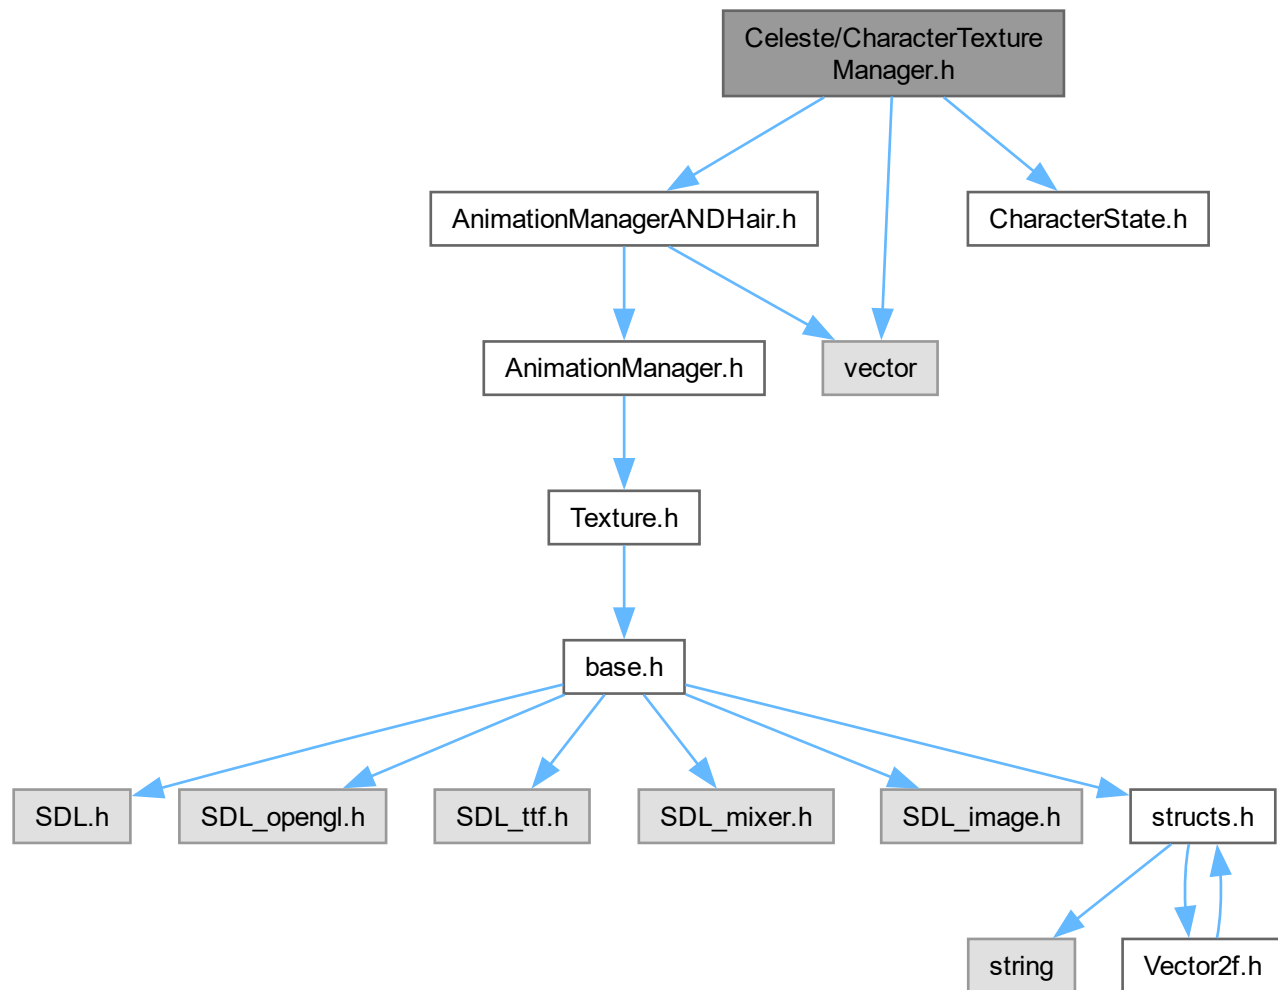 Celeste/CharacterTexture
Manager.h
AnimationManagerANDHair.h
CharacterState.h
AnimationManager.h
vector
Texture.h
base.h
SDL.h
SDL_opengl.h
SDL_ttf.h
SDL_mixer.h
SDL_image.h
structs.h
string
Vector2f.h